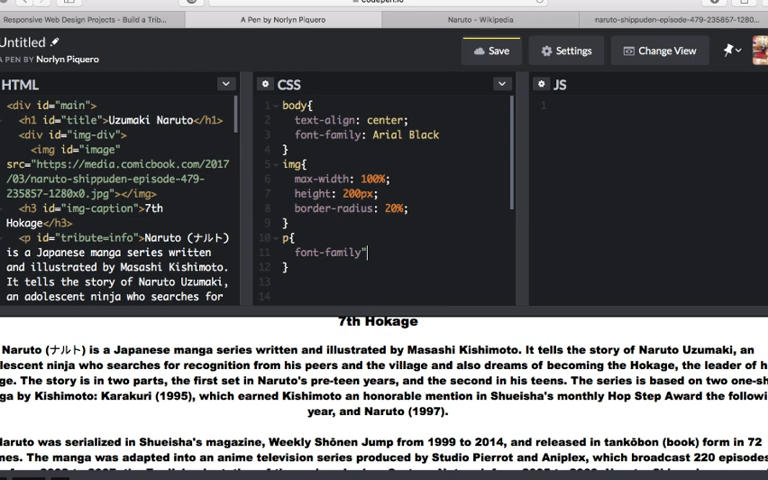 codepen.io
Responsive Web Design Projects - Build a Trib...
A Pen by Norlyn Piquero
Naruto - Wikipedia
naruto-shippuden-episode-479-235857-1280...
Untitled
A PEN BY Norlyn Piquero
Save
Settings
Change View
HTML
<div id="main">
<h1 id="title">Uzumaki Naruto</h1>
<div id="img-div">
<img id="image"
src="https://media.comicbook.com/2017
/03/naruto-shippuden-episode-479-
235857-1280x0.jpg"></img>
<h3 id="img-caption">7th
Hokage</h3>
<p id="tribute=info">Naruto (ナルト)
is a Japanese manga series written
and illustrated by Masashi Kishimoto.
It tells the story of Naruto Uzumaki,
an adolescent ninja who searches for
CSS
1 body{
2 text-align: center;
3 font-family: Arial Black
4 }
5 img{
6 max-width: 100%;
7 height: 200px;
8 border-radius: 20%;
9 }
10 p{
11 font-family"
12 }
13
14
JS
1
7th Hokage
Naruto (ナルト) is a Japanese manga series written and illustrated by Masashi Kishimoto. It tells the story of Naruto Uzumaki, an
lescent ninja who searches for recognition from his peers and the village and also dreams of becoming the Hokage, the leader of h
ge. The story is in two parts, the first set in Naruto's pre-teen years, and the second in his teens. The series is based on two one-sh
ga by Kishimoto: Karakuri (1995), which earned Kishimoto an honorable mention in Shueisha's monthly Hop Step Award the followi
year, and Naruto (1997).
Naruto was serialized in Shueisha's magazine, Weekly Shōnen Jump from 1999 to 2014, and released in tankōbon (book) form in 72
mes. The manga was adapted into an anime television series produced by Studio Pierrot and Aniplex, which broadcast 220 episodes